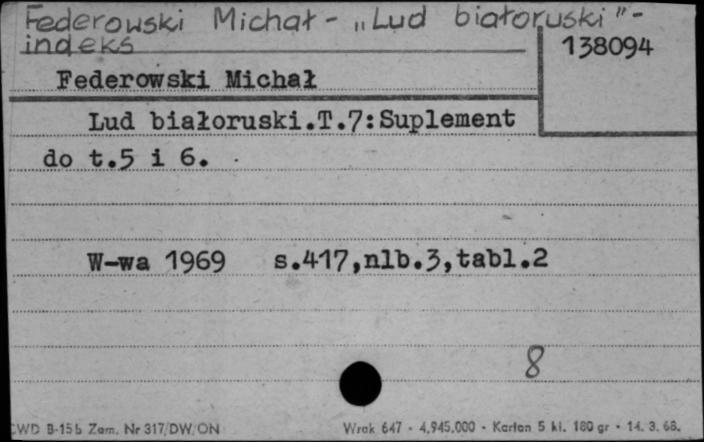 Federowski Michał - „Lud białoruski" -
indeks
138094
Federowski Michał
Lud białoruski.T.7:Suplement
do t.5 i 6.
W-wa 1969 s.417,nlb.3,tabl.2
8
CWD B-15b Zam. Nr 317/DW/ON Wrak 647 - 4.945.000 - Karton 5 kl. 180 gr - 14. 3. 68.